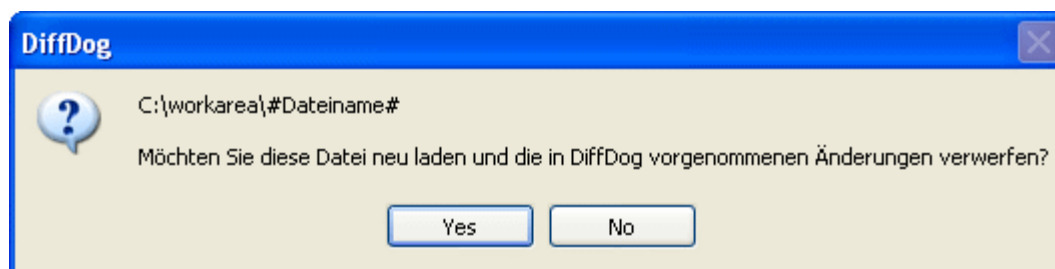 DiffDog
C:\workarea\#Dateiname#
Möchten Sie diese Datei neu laden und die in DiffDog vorgenommenen Änderungen verwerfen?
Yes No